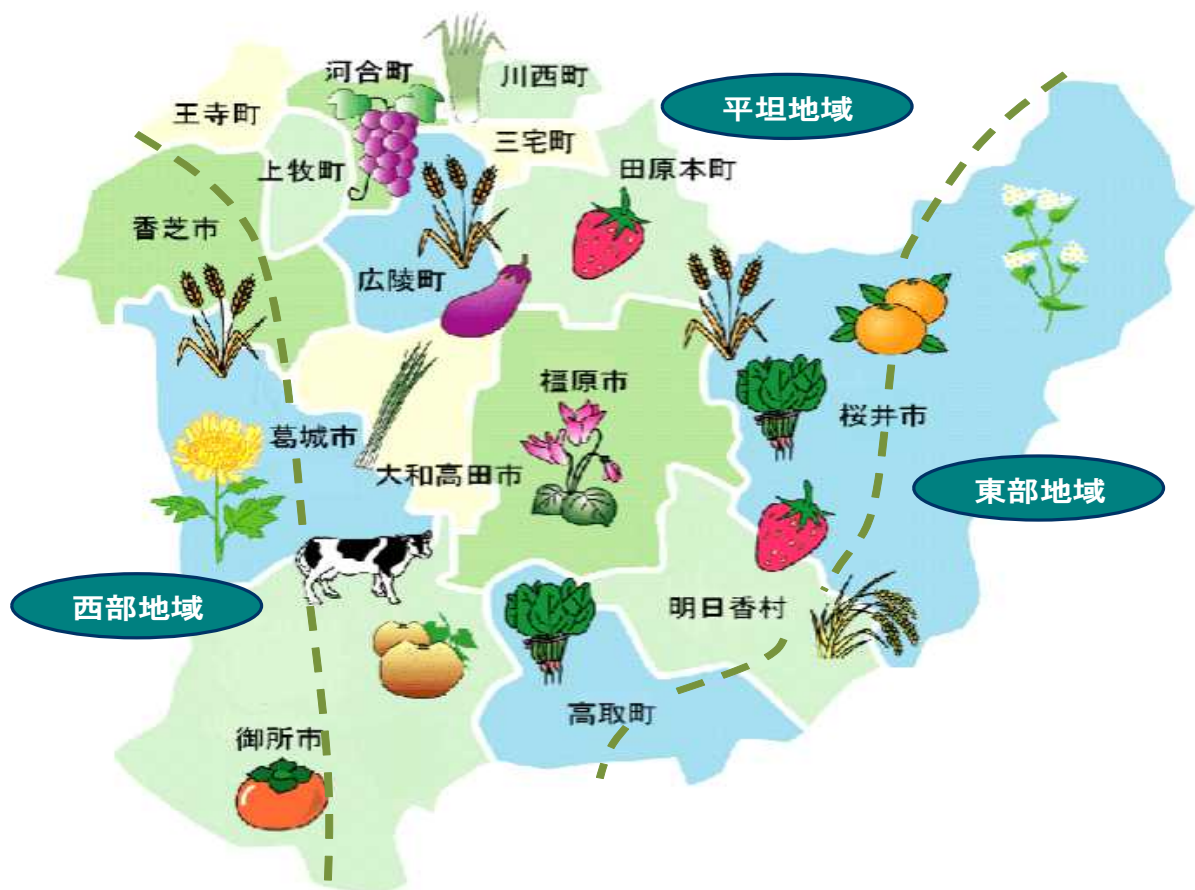 河合町
川西町
王寺町
平坦地域
三宅町
上牧町
田原本町
香芝市
広陵町
橿原市
桜井市
葛城市
大和高田市
東部地域
西部地域
明日香村
高取町
御所市